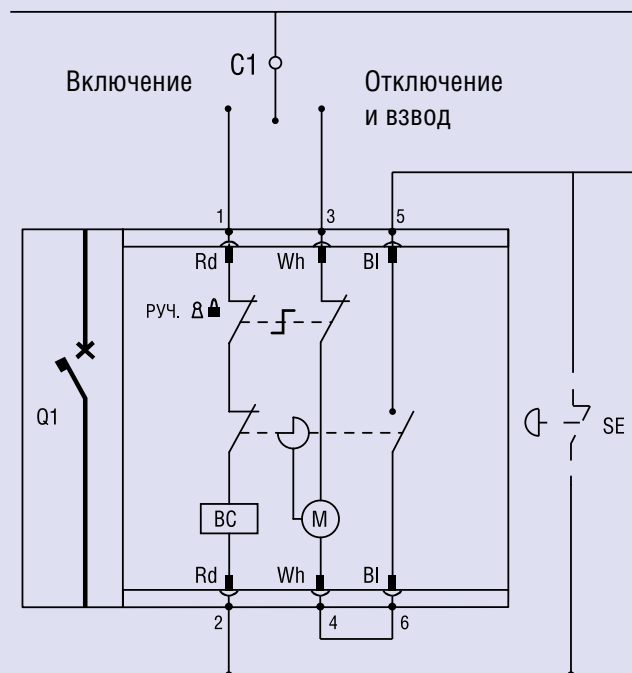 C1
Включение
Отключение
и взвод
1
3
5
Rd
Wh
Bl
РУЧ.
Q1
SE
BC
M
Rd
Wh
Bl
2
4
6